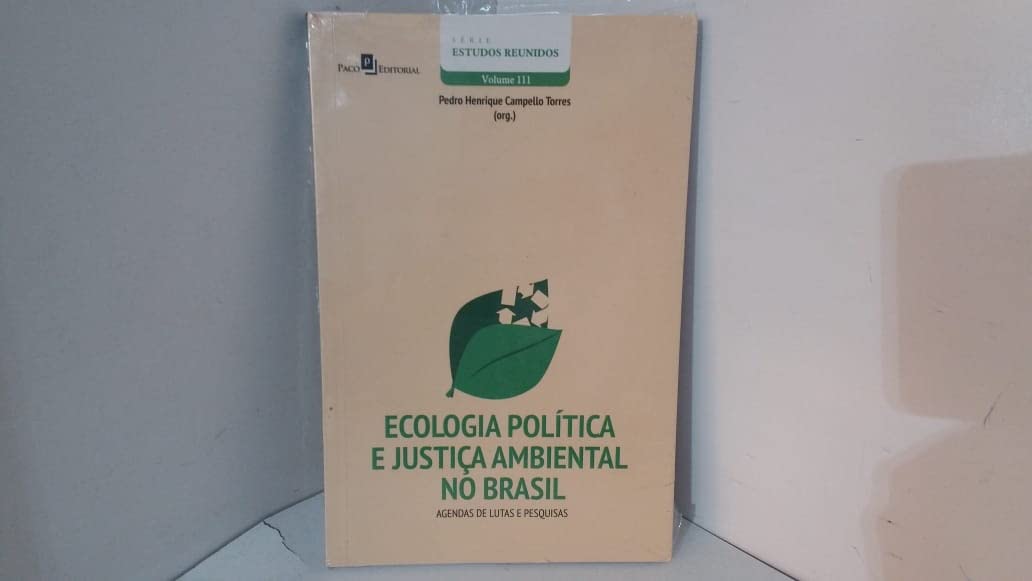 SÉRIE
ESTUDOS REUNIDOS
Volume 111
PACO EDITORIAL
Pedro Henrique Campello Torres
(org.)
ECOLOGIA POLÍTICA
E JUSTIÇA AMBIENTAL
NO BRASIL
AGENDAS DE LUTAS E PESQUISAS